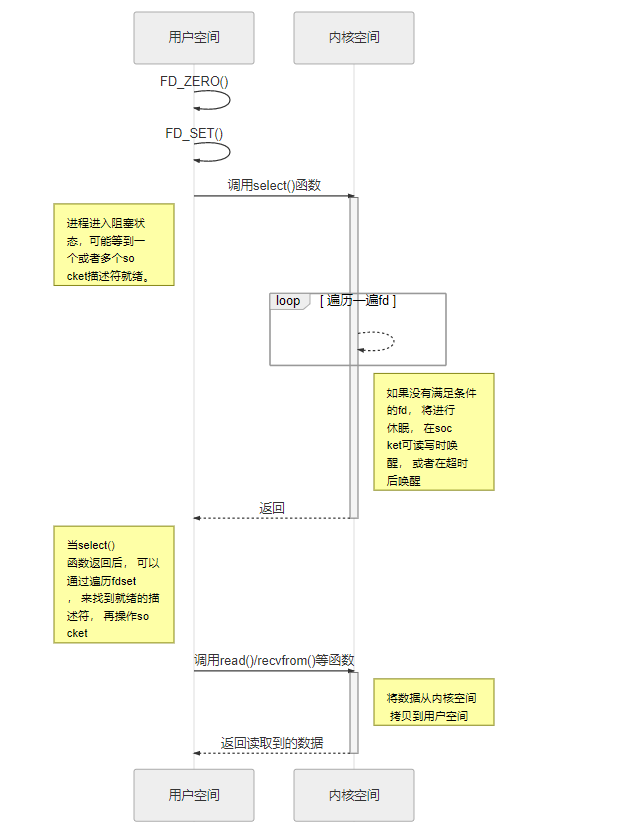 用户空间 内核空间
FD_ZERO()
FD_SET()
调用select()函数
进程进入阻塞状
态，可能等到一
个或者多个so
cket描述符就绪。
loop [ 遍历一遍fd ]
如果没有满足条件
的fd， 将进行
休眠， 在soc
ket可读写时唤
醒， 或者在超时
后唤醒
返回
当select()
函数返回后， 可以
通过遍历fdset
， 来找到就绪的描
述符， 再操作so
cket
调用read()/recvfrom()等函数
将数据从内核空间
拷贝到用户空间
返回读取到的数据
用户空间 内核空间